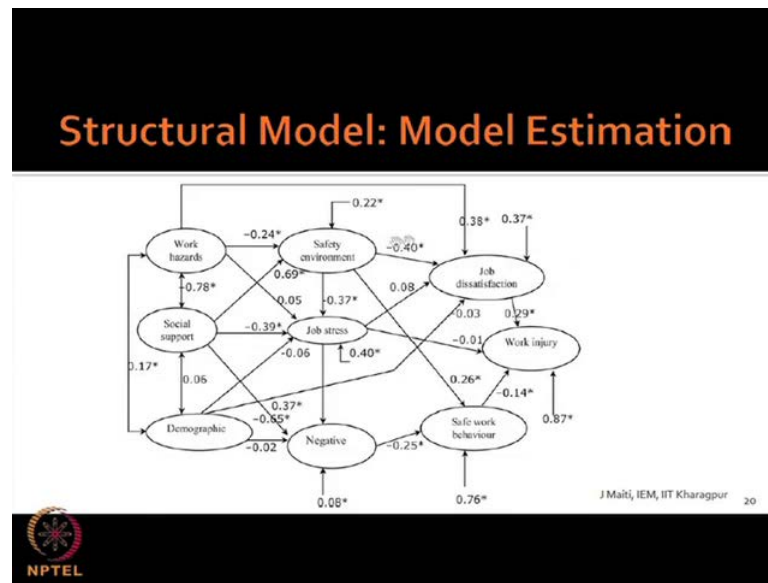 Structural Model: Model Estimation
0.22*
Work
hazards
-0.24*
Safety
environment
-0.40*
0.38*
0.37*
Job
dissatisfaction
-0.78*
0.69*
0.05
-0.37*
0.08
-0.03
0.29*
Social
support
-0.39*
Job stress
-0.01
Work injury
0.17*
0.06
-0.06
0.40*
0.26*
-0.14*
0.37*
-0.65*
0.87*
Demographic
-0.02
Negative
-0.25*
Safe work
behaviour
0.08*
0.76*
J Maiti, IEM, IIT Kharagpur
20
NPTEL